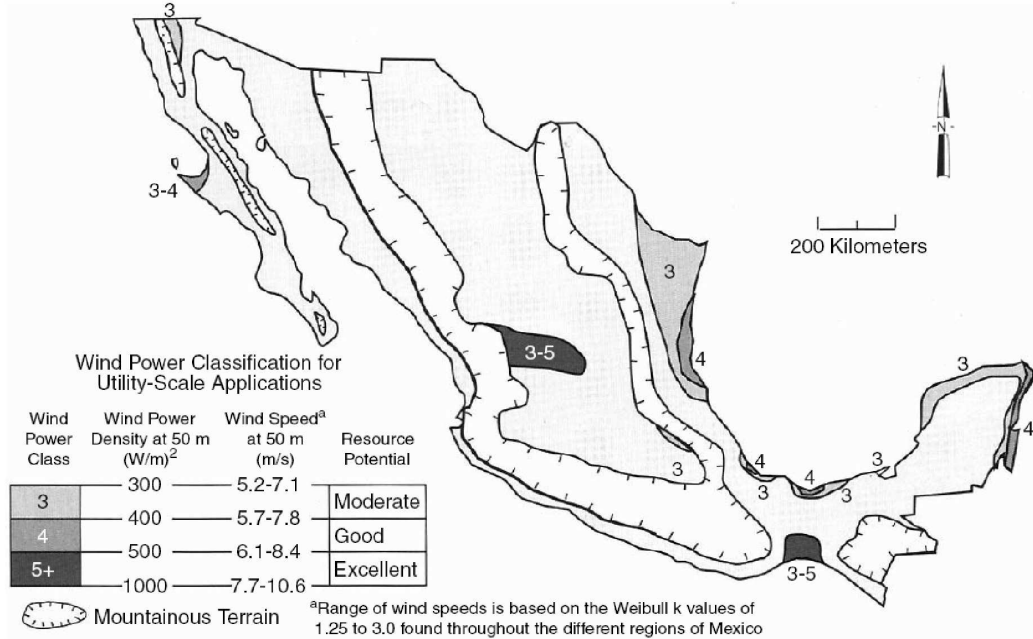 3
N
3-4
200 Kilometers
3
3-5
4
3
4
3
4
3
4
3
3
3-5
Wind Power Classification for
Utility-Scale Applications
Wind Power Class
Wind Power Density at 50 m (W/m)²
Wind Speedᵃ at 50 m (m/s)
Resource Potential
300 5.2-7.1
3 Moderate
400 5.7-7.8
4 Good
500 6.1-8.4
5+ Excellent
1000 7.7-10.6
Mountainous Terrain
ᵃRange of wind speeds is based on the Weibull k values of
1.25 to 3.0 found throughout the different regions of Mexico